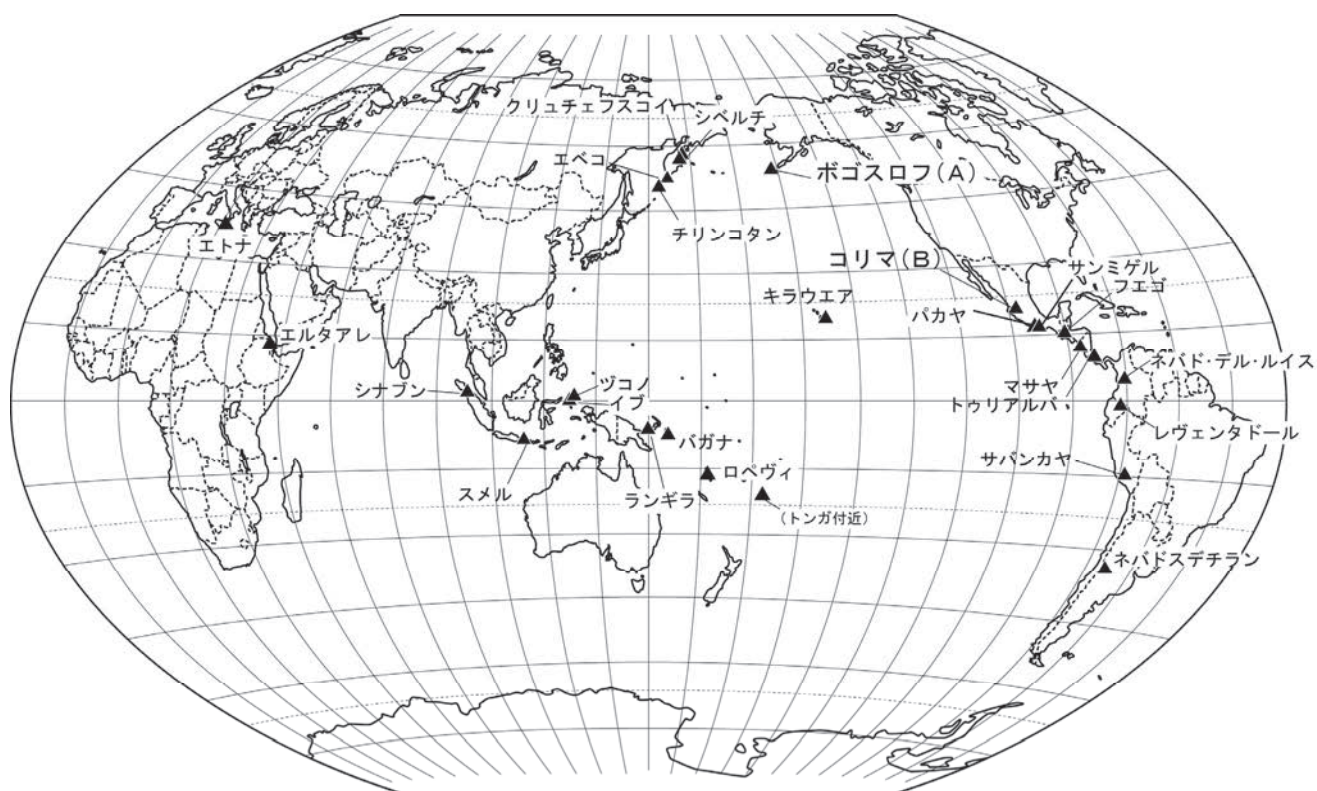 クリュチェフスコイ
シベルチ
エベコ
ボゴスロフ(A)
チリンコタン
エトナ
コリマ(B)
サンミゲル
フエゴ
キラウエア
パカヤ
エルタアレ
ネバド・デル・ルイス
マサヤ
トゥリアルバ
シナブン
ヅコノ
イブ
レヴェンタドール
バガナ
サバンカヤ
ロペヴィ
スメル
ランギラ
(トンガ付近)
ネバドスデチラン